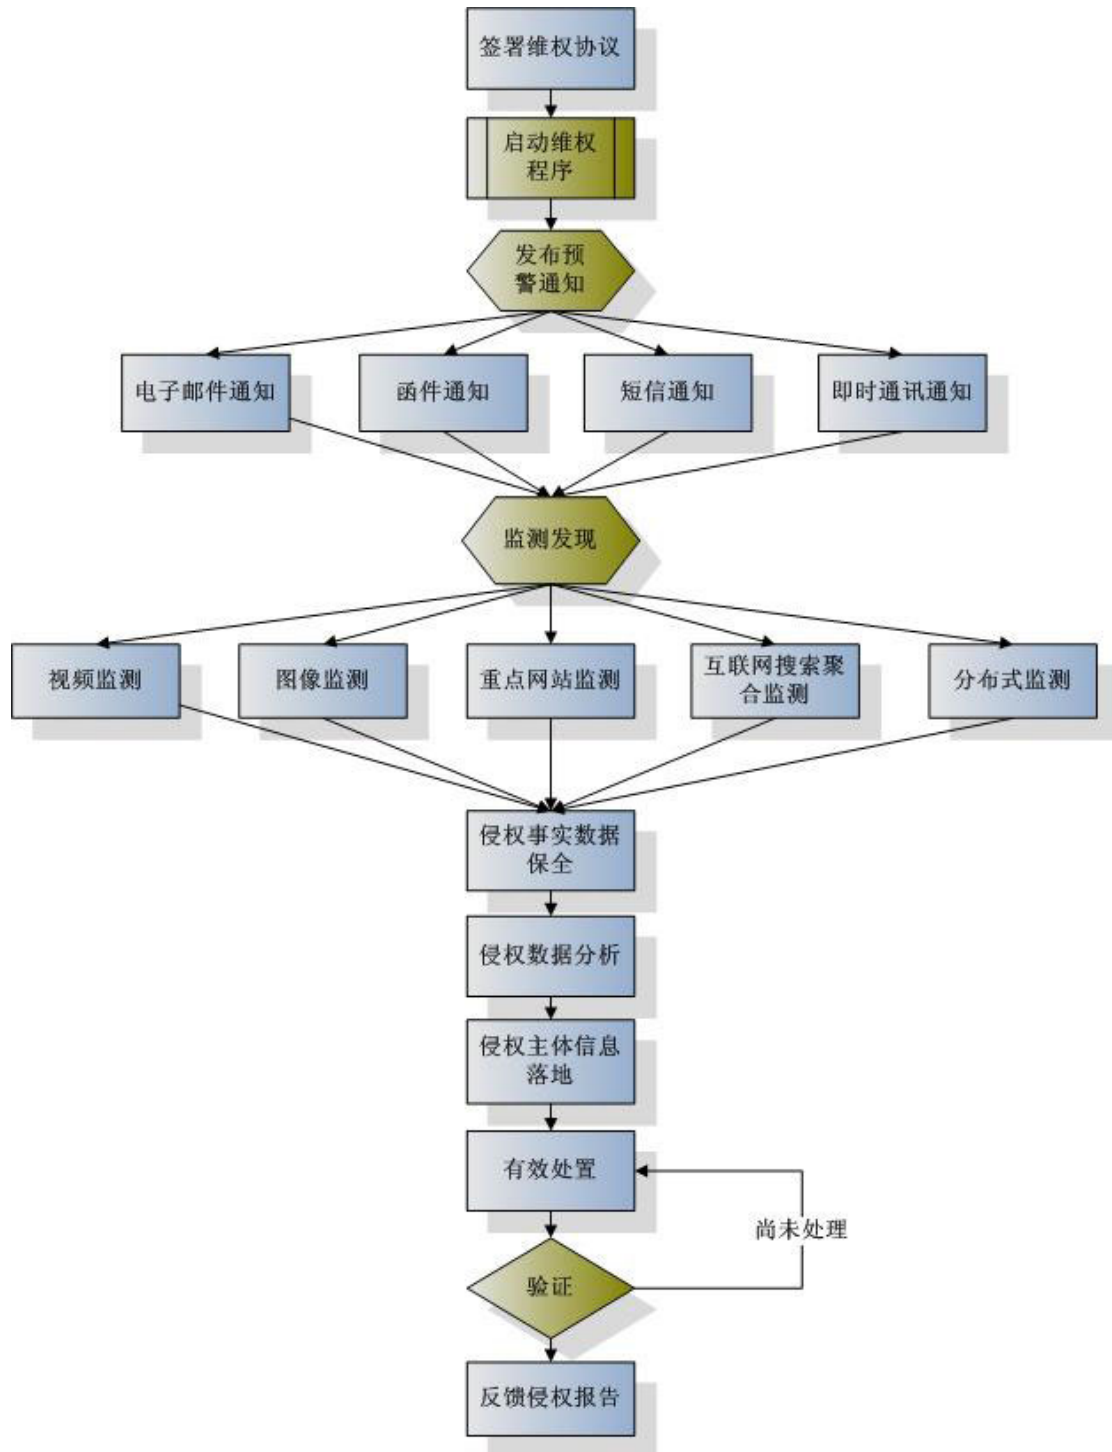 签署维权协议
启动维权
程序
发布预
警通知
电子邮件通知
函件通知
短信通知
即时通讯通知
监测发现
视频监测
图像监测
重点网站监测
互联网搜索聚
合监测
分布式监测
侵权事实数据
保全
侵权数据分析
侵权主体信息
落地
有效处置
尚未处理
验证
反馈侵权报告